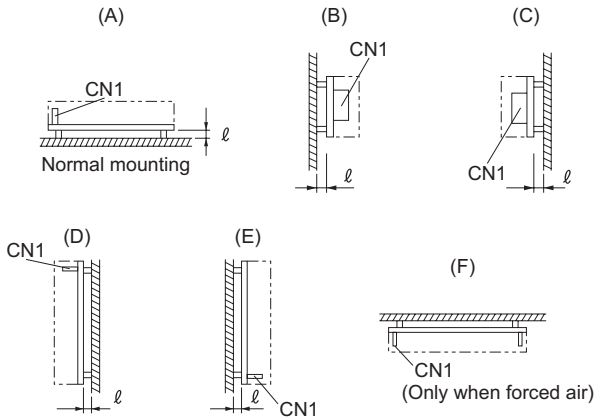 (A)
CN1
ℓ
Normal mounting
(B)
CN1
ℓ
(C)
CN1
ℓ
(D)
CN1
ℓ
(E)
CN1
ℓ
(F)
CN1
(Only when forced air)